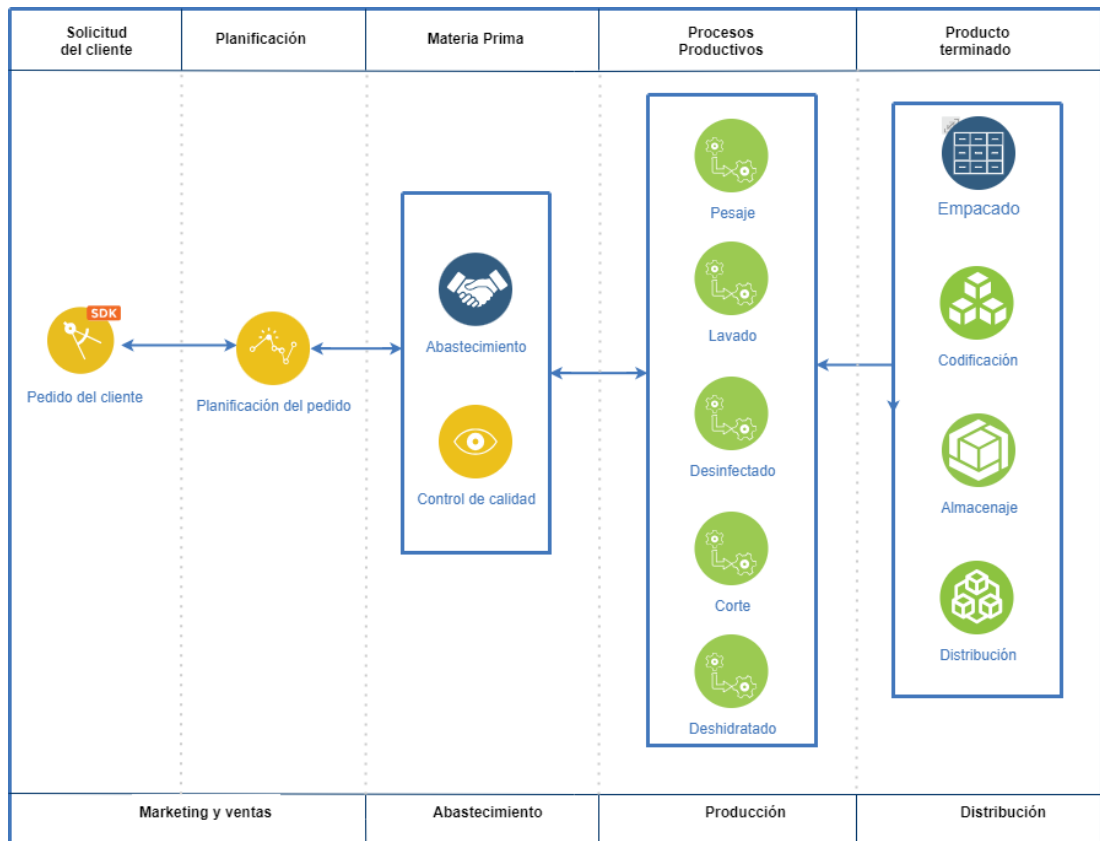 Solicitud
del cliente
Planificación
Materia Prima
Procesos
Productivos
Producto
terminado
SDK
Pedido del cliente
Planificación del pedido
Abastecimiento
Control de calidad
Pesaje
Lavado
Desinfectado
Corte
Deshidratado
Empacado
Codificación
Almacenaje
Distribución
Marketing y ventas
Abastecimiento
Producción
Distribución